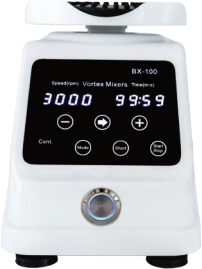 BX-100
Speed(rpm) Vortex Mixers Time(m/s)
3000 99:59
Cont.
Mode Short Start Stop